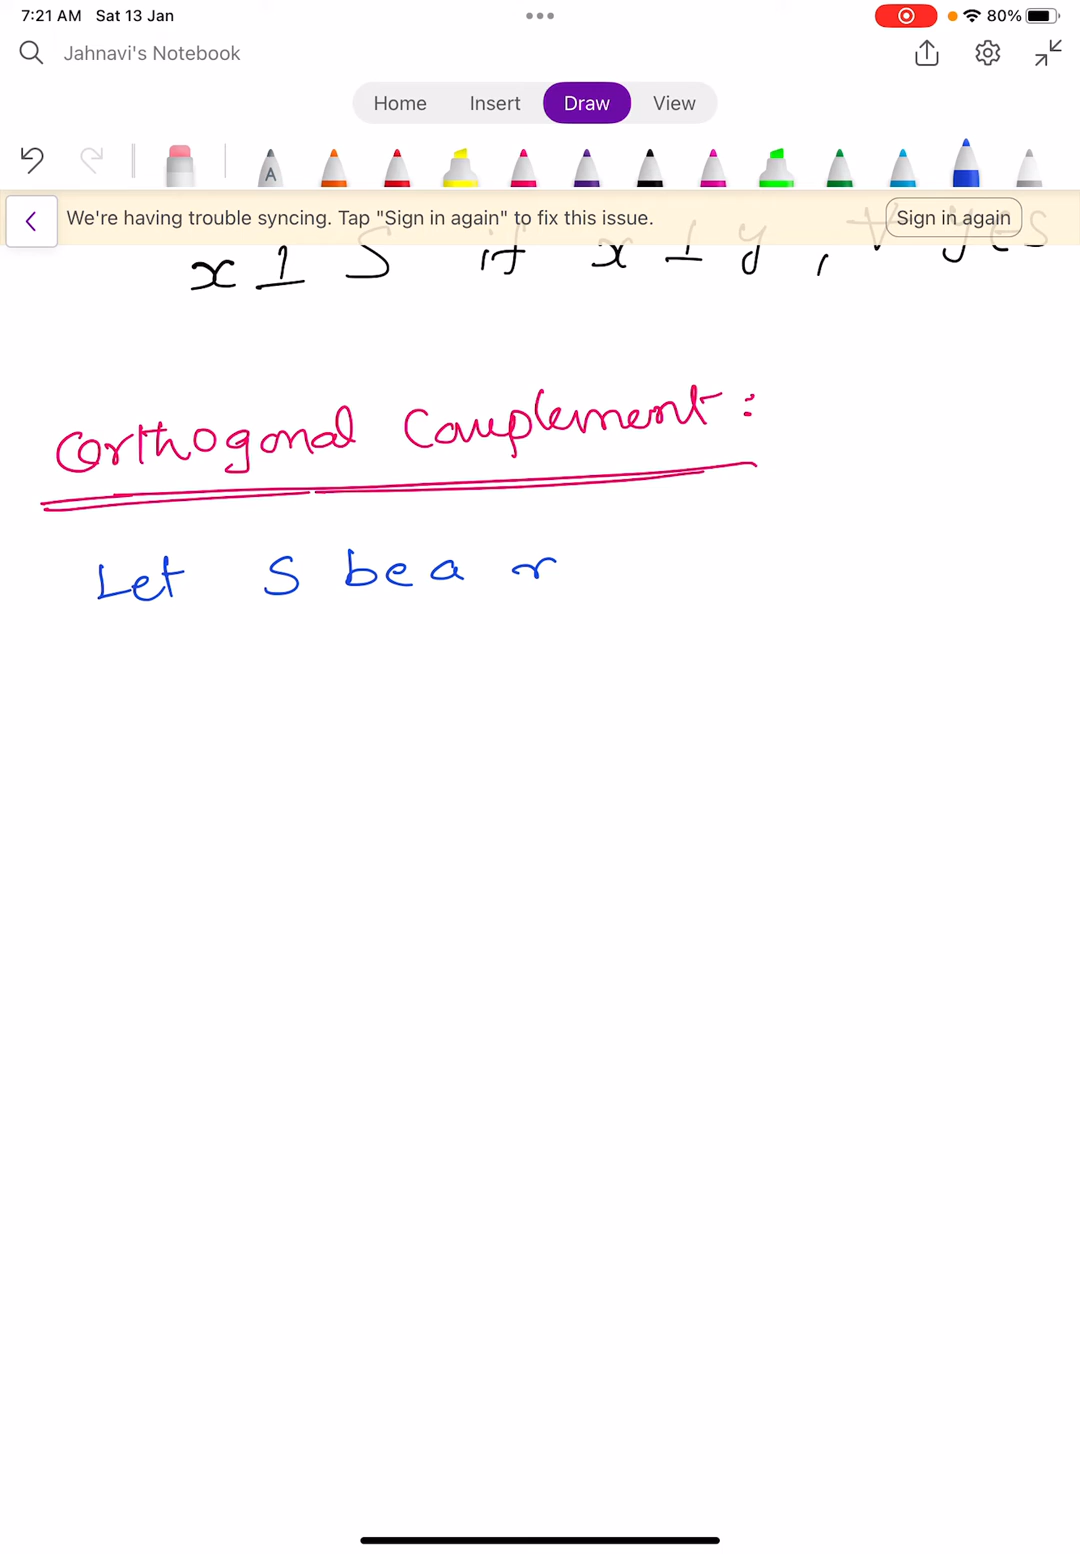 7:21 AM Sat 13 Jan
80%
Jahnavi's Notebook
Home Insert Draw View
A
We're having trouble syncing. Tap "Sign in again" to fix this issue. Sign in again
x ⊥ S if x ⊥ y , ∀ y∈S
Orthogonal Complement :
Let S be a n